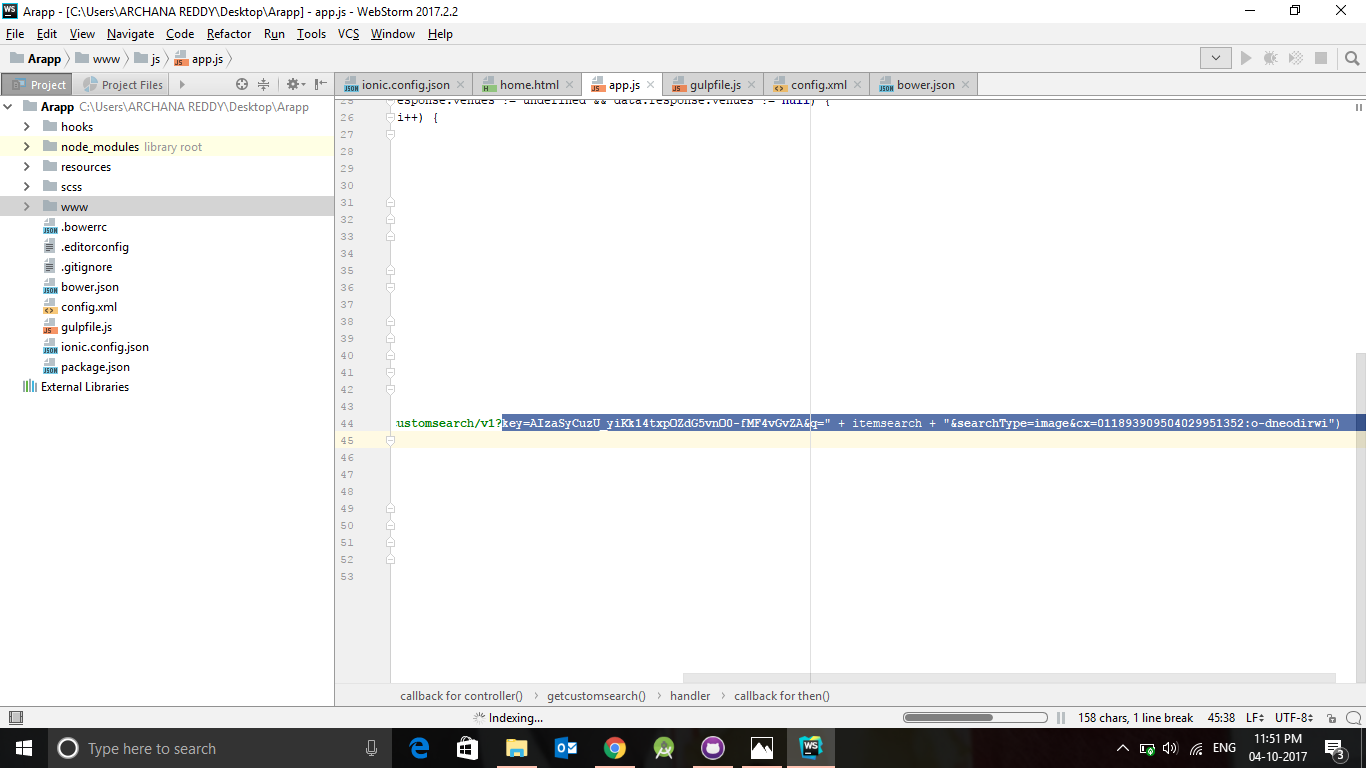 Arapp - [C:\Users\ARCHANA REDDY\Desktop\Arapp] - app.js - WebStorm 2017.2.2
File Edit View Navigate Code Refactor Run Tools VCS Window Help
Arapp www js app.js
Project Project Files
ionic.config.json home.html app.js gulpfile.js config.xml bower.json
Arapp C:\Users\ARCHANA REDDY\Desktop\Arapp
hooks
node_modules library root
resources
scss
www
.bowerrc
.editorconfig
.gitignore
bower.json
config.xml
gulpfile.js
ionic.config.json
package.json
External Libraries
25 esponse.venues != undefined && data.response.venues != null) {
26 i++) {
27
28
29
30
31
32
33
34
35
36
37
38
39
40
41
42
43
44 ustomsearch/v1?key=AIzaSyCuzU_yiKk14txpOZdG5vnO0-fMF4vGvZA&q=" + itemsearch + "&searchType=image&cx=011893909504029951352:o-dneodirwi")
45
46
47
48
49
50
51
52
53
callback for controller() getcustomsearch() handler callback for then()
Indexing... 158 chars, 1 line break 45:38 LF UTF-8
Type here to search
ENG 11:51 PM
04-10-2017
3